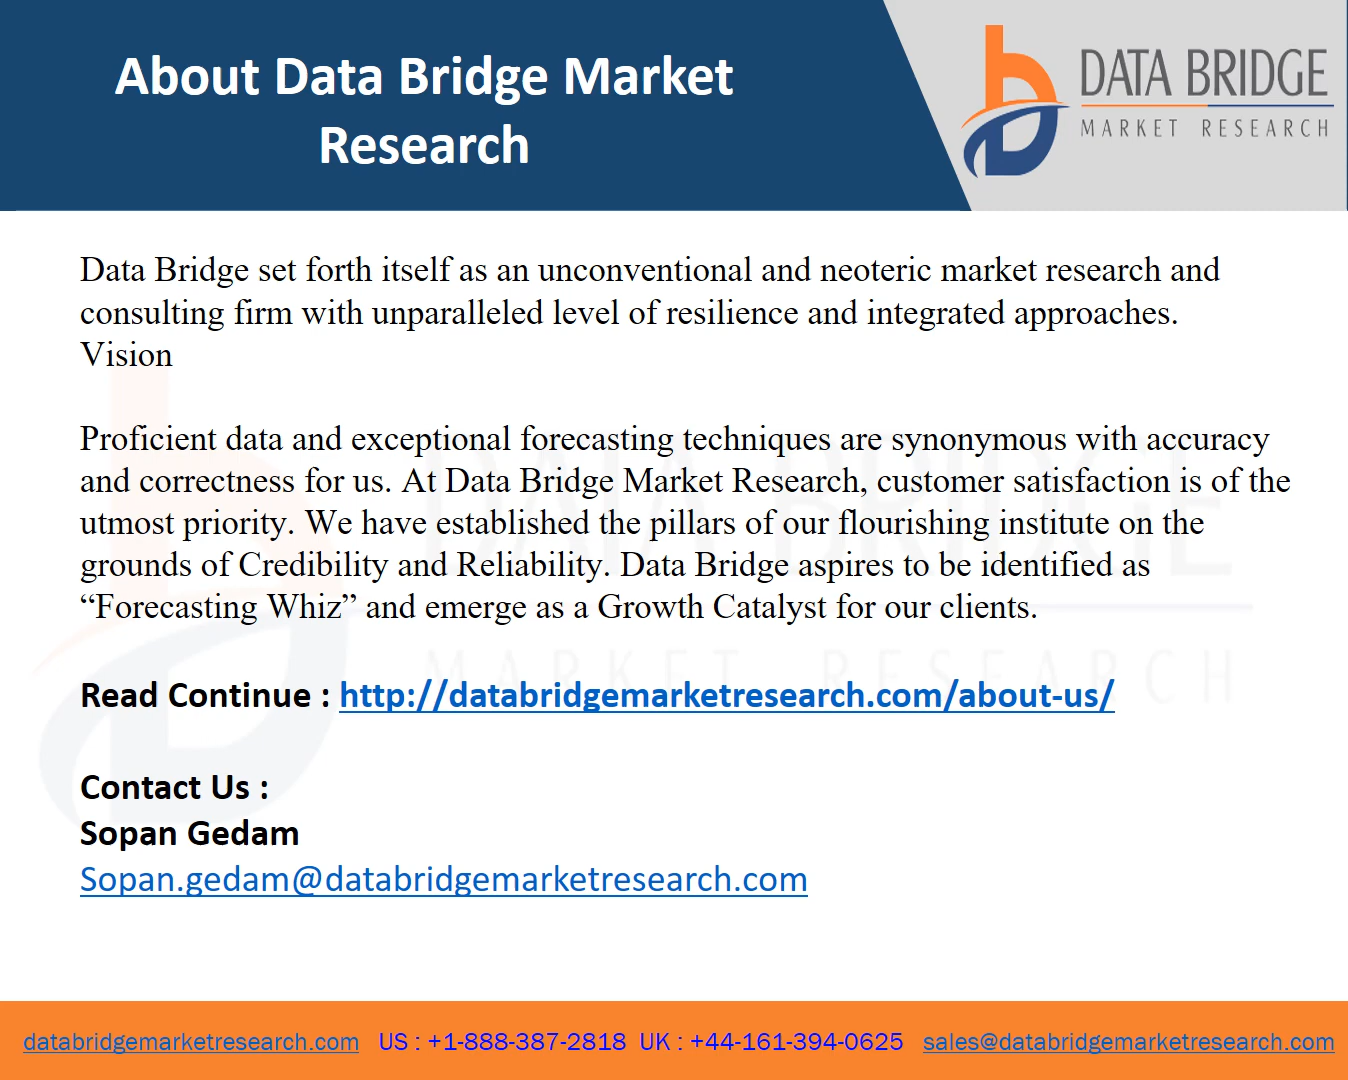 About Data Bridge Market
Research
DATA BRIDGE
MARKET RESEARCH
Data Bridge set forth itself as an unconventional and neoteric market research and
consulting firm with unparalleled level of resilience and integrated approaches.
Vision
Proficient data and exceptional forecasting techniques are synonymous with accuracy
and correctness for us. At Data Bridge Market Research, customer satisfaction is of the
utmost priority. We have established the pillars of our flourishing institute on the
grounds of Credibility and Reliability. Data Bridge aspires to be identified as
“Forecasting Whiz” and emerge as a Growth Catalyst for our clients.
DATA BRIDGE
MARKET RESEARCH
Read Continue : http://databridgemarketresearch.com/about-us/
Contact Us :
Sopan Gedam
Sopan.gedam@databridgemarketresearch.com
databridgemarketresearch.com US : +1-888-387-2818 UK : +44-161-394-0625 sales@databridgemarketresearch.com